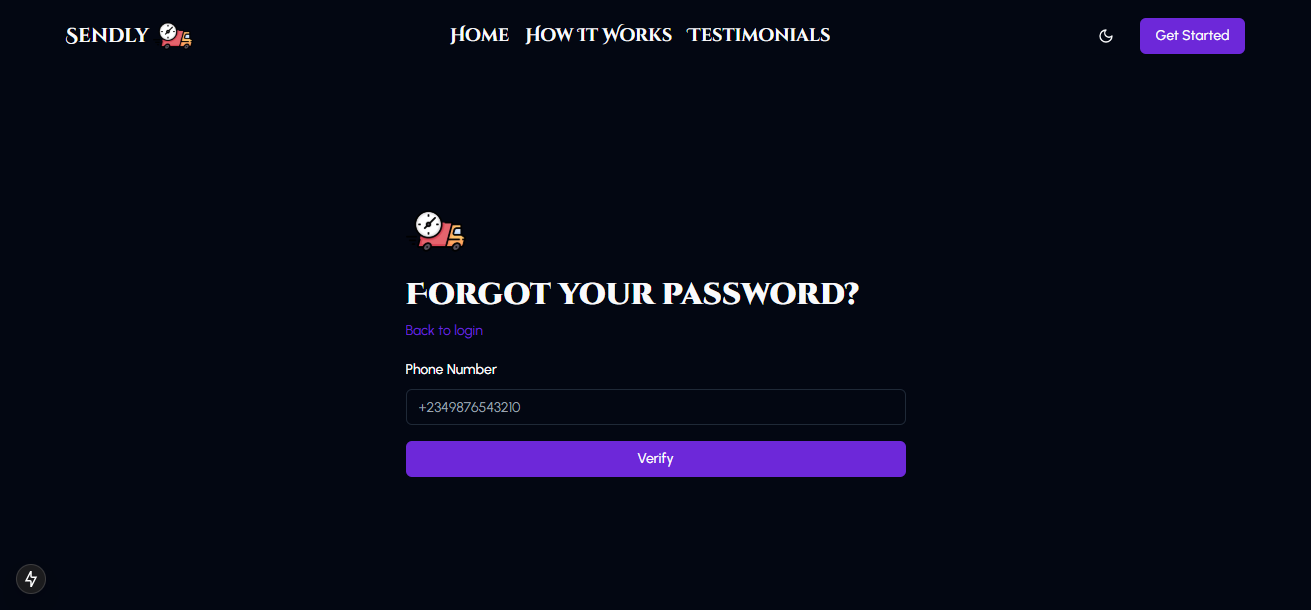 Sendly
Home How It Works Testimonials
Get Started
Forgot your password?
Back to login
Phone Number
+2349876543210
Verify